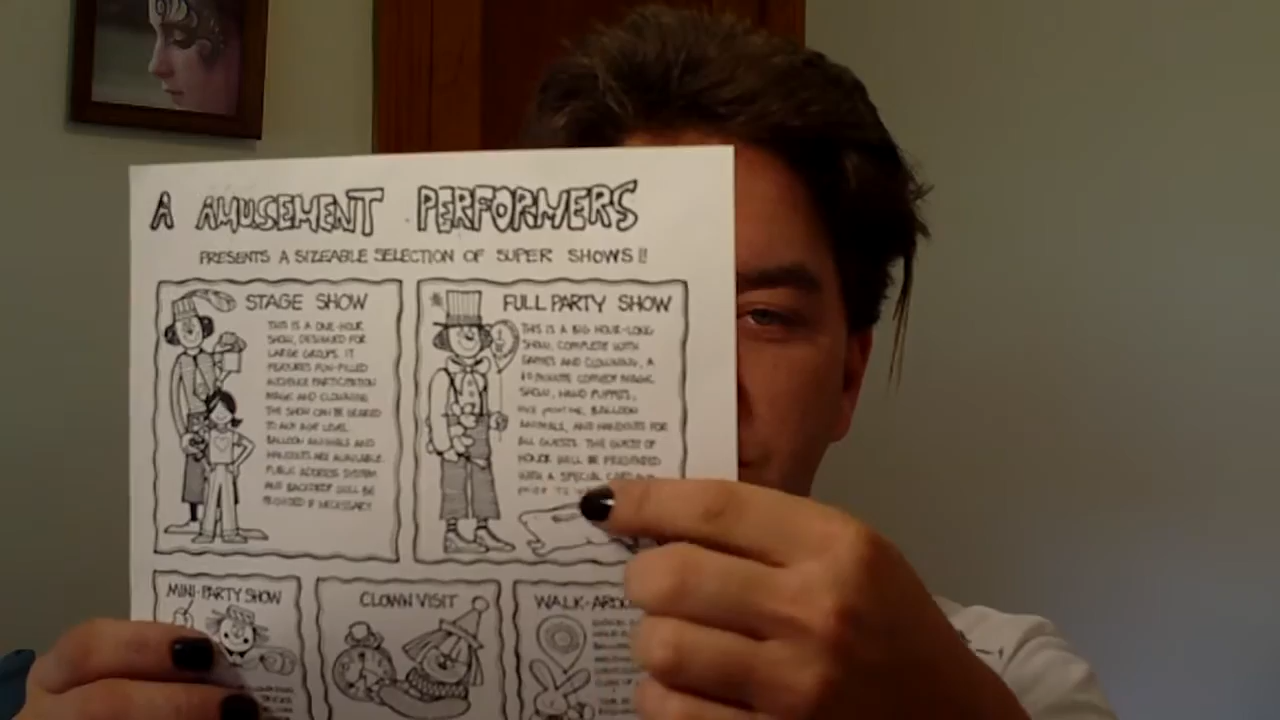 A AMUSEMENT PERFORMERS
PRESENTS A SIZEABLE SELECTION OF SUPER SHOWS!!
STAGE SHOW
THIS IS A ONE-HOUR
SHOW, DESIGNED FOR
LARGE GROUPS. IT
FEATURES FUN-FILLED
AUDIENCE PARTICIPATION
MAGIC AND CLOWNING.
THE SHOW CAN BE GEARED
TO ANY AGE LEVEL.
BALLOON ANIMALS AND
HANDOUTS ARE AVAILABLE.
PUBLIC ADDRESS SYSTEM
AND BACKDROP WILL BE
IF NECESSARY.
FULL PARTY SHOW
THIS IS A BIG HOUR-LONG
SHOW, COMPLETE WITH
GAMES AND CLOWNING, A
COMEDY MAGIC
SHOW, HAND PUPPETS,
BALLOON
ANIMALS, AND HANDOUTS FOR
ALL GUESTS. THE GUEST OF
HONOR WILL BE PRESENTED
WITH A SPECIAL
MINI-PARTY SHOW
CLOWN VISIT
WALK-AROU